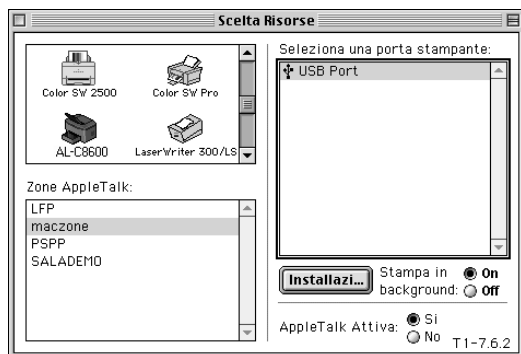 Scelta Risorse
Color SW 2500
Color SW Pro
AL-C8600
LaserWriter 300/LS
Zone AppleTalk:
LFP
maczone
PSPP
SALADEMO
Seleziona una porta stampante:
USB Port
Installazi...
Stampa in background:
On
Off
AppleTalk Attiva:
Si
No
T1-7.6.2